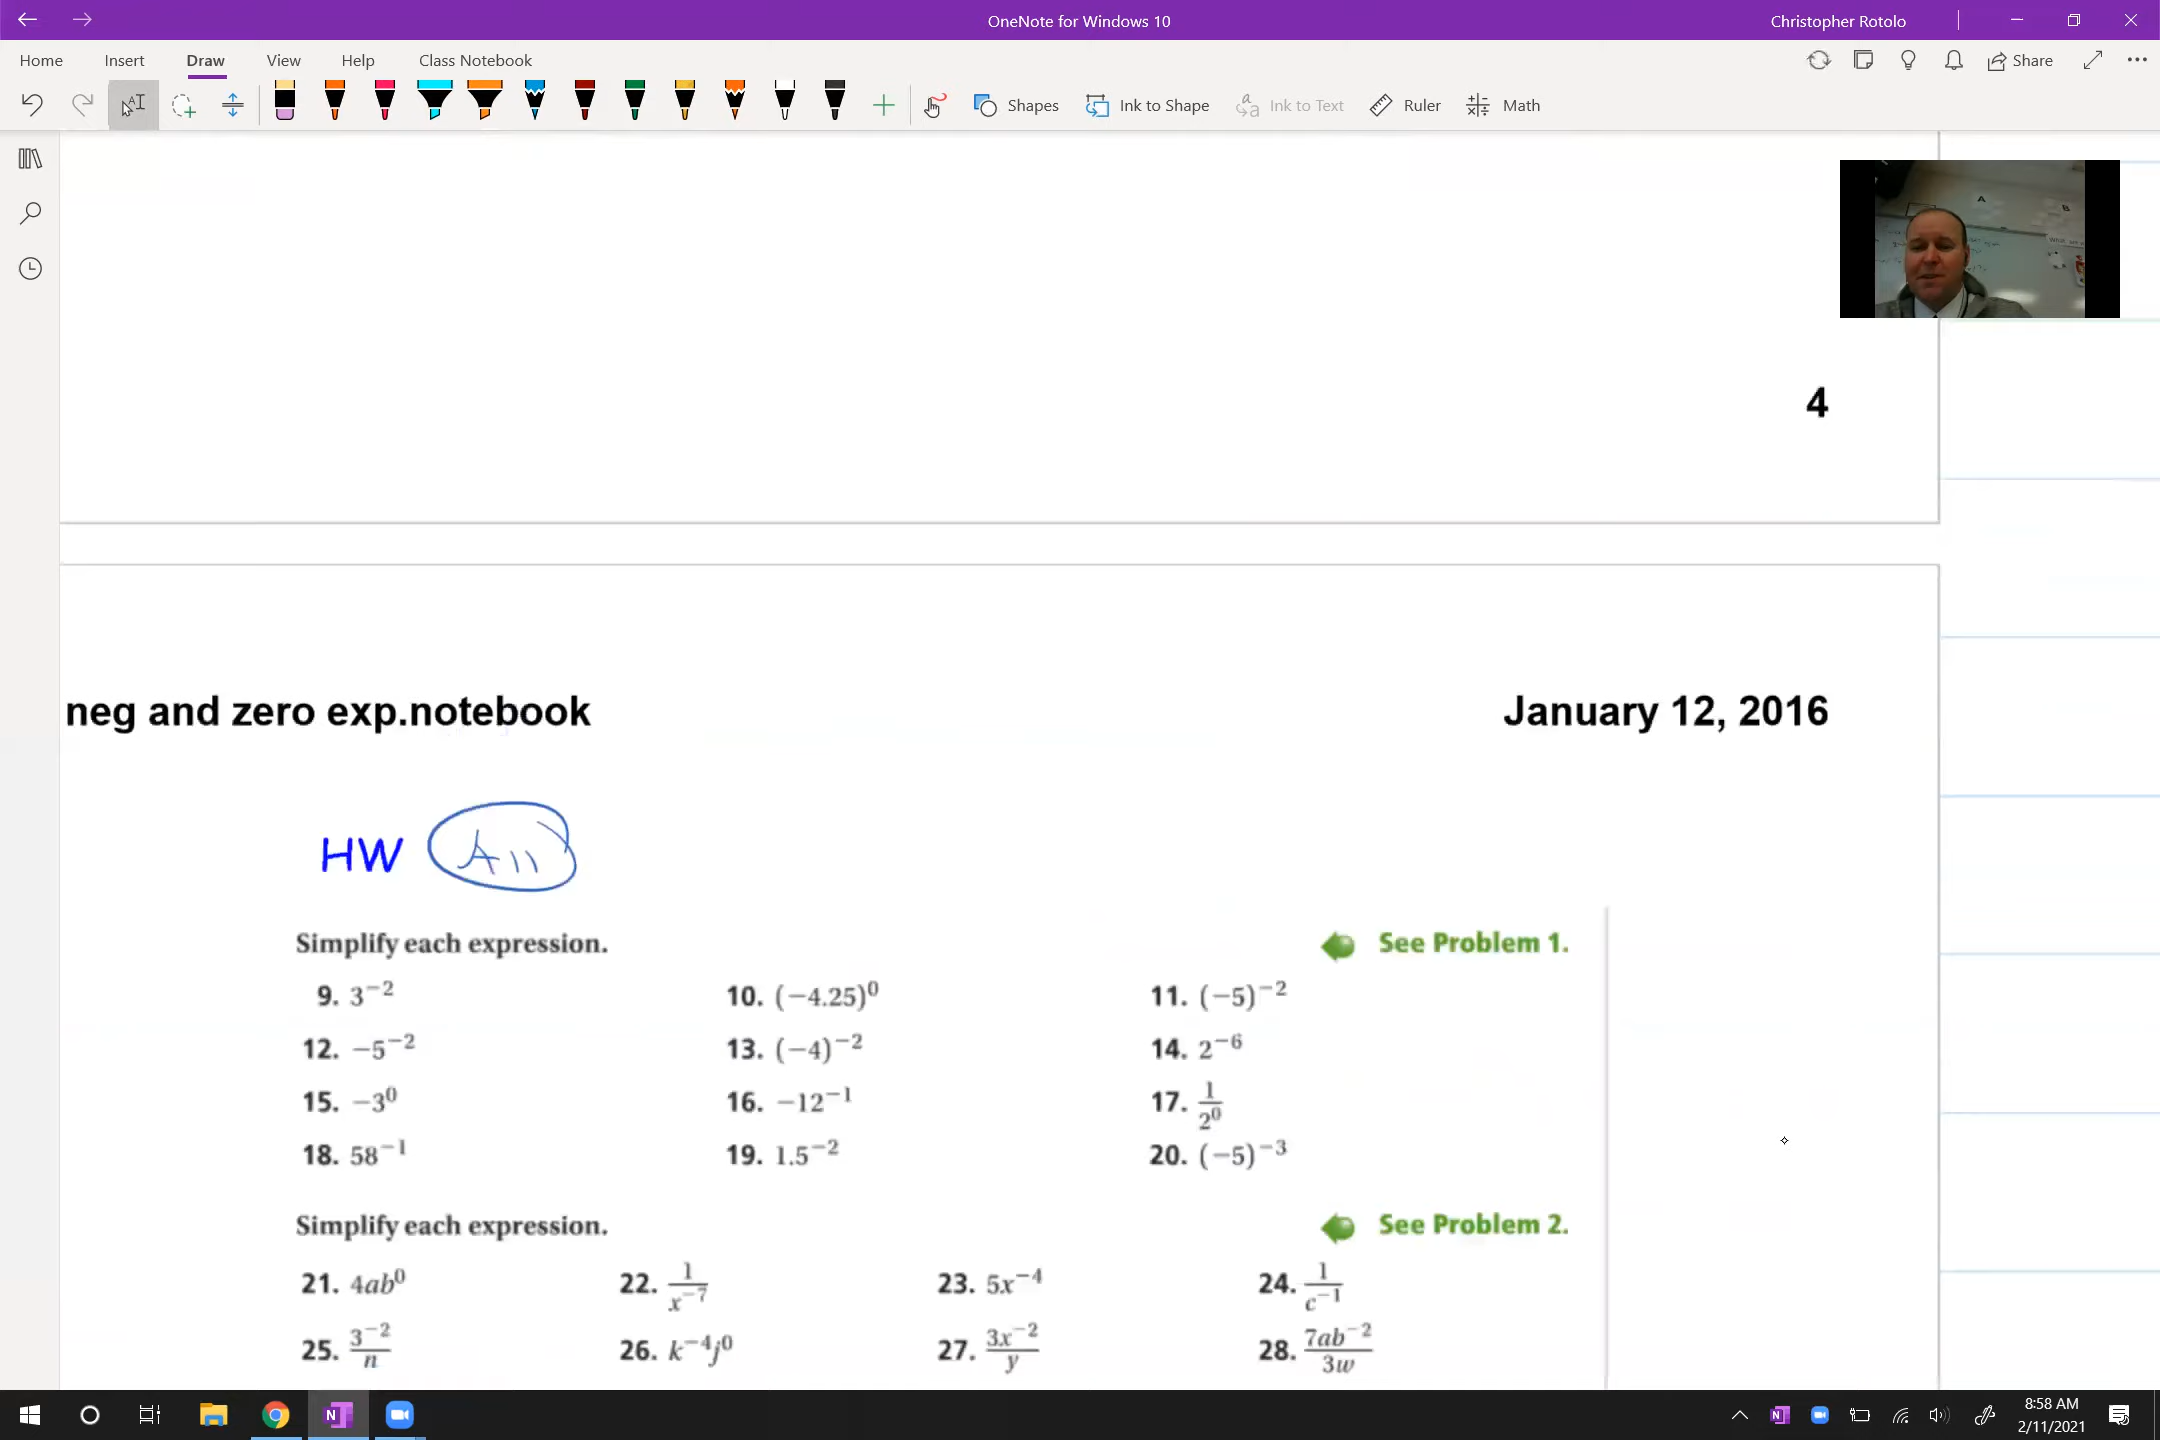 OneNote for Windows 10
Christopher Rotolo
Home Insert Draw View Help Class Notebook
Share
Shapes Ink to Shape Ink to Text Ruler Math
4
neg and zero exp.notebook January 12, 2016
HW All
Simplify each expression. See Problem 1.
9. 3⁻² 10. (−4.25)⁰ 11. (−5)⁻²
12. −5⁻² 13. (−4)⁻² 14. 2⁻⁶
15. −3⁰ 16. −12⁻¹ 17. 1/2⁰
18. 58⁻¹ 19. 1.5⁻² 20. (−5)⁻³
Simplify each expression. See Problem 2.
21. 4ab⁰ 22. 1/x⁻⁷ 23. 5x⁻⁴ 24. 1/c⁻¹
25. 3⁻²/n 26. k⁻⁴j⁰ 27. 3x⁻²/y 28. 7ab⁻²/3w
8:58 AM
2/11/2021